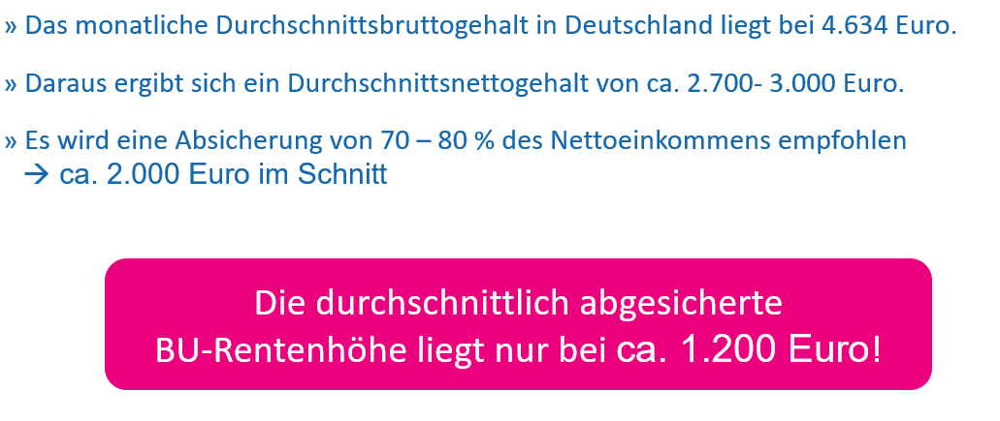 » Das monatliche Durchschnittsbruttogehalt in Deutschland liegt bei 4.634 Euro.
» Daraus ergibt sich ein Durchschnittsnettogehalt von ca. 2.700- 3.000 Euro.
» Es wird eine Absicherung von 70 – 80 % des Nettoeinkommens empfohlen
→ ca. 2.000 Euro im Schnitt
Die durchschnittlich abgesicherte
BU-Rentenhöhe liegt nur bei ca. 1.200 Euro!